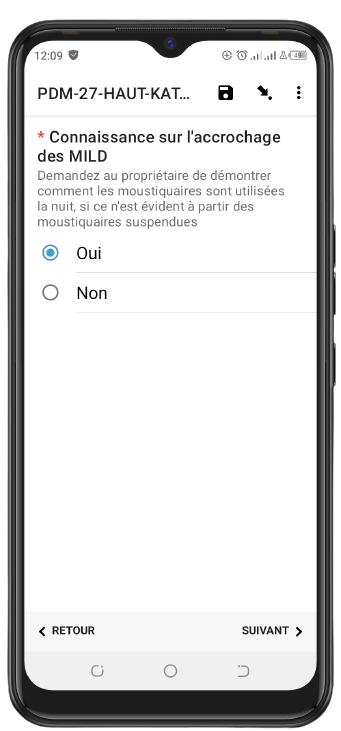 12:09
PDM-27-HAUT-KAT...
* Connaissance sur l'accrochage
des MILD
Demandez au propriétaire de démontrer
comment les moustiquaires sont utilisées
la nuit, si ce n'est évident à partir des
moustiquaires suspendues
Oui
Non
RETOUR
SUIVANT